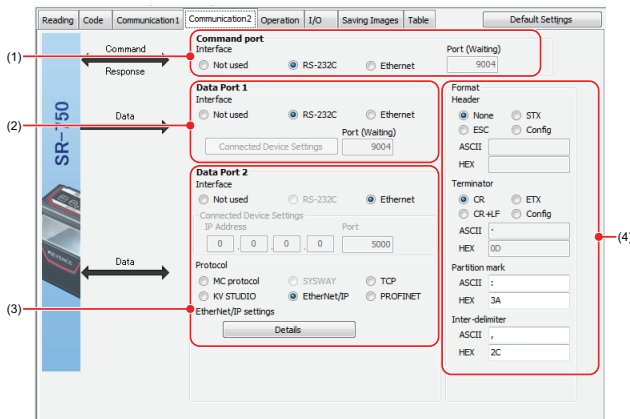 Reading Code Communication1 Communication2 Operation I/O Saving Images Table Default Settings
(1)
Command
Response
Command port
Interface
Port (Waiting)
Not used RS-232C Ethernet 9004
(2)
Data
Data Port 1
Interface
Not used RS-232C Ethernet
Port (Waiting)
Connected Device Settings 9004
SR-750
KEYENCE
(3)
Data
Data Port 2
Interface
Not used RS-232C Ethernet
Connected Device Settings
IP Address Port
0 . 0 . 0 . 0 5000
Protocol
MC protocol SYSWAY TCP
KV STUDIO EtherNet/IP PROFINET
EtherNet/IP settings
Details
(4)
Format
Header
None STX
ESC Config
ASCII
HEX
Terminator
CR ETX
CR+LF Config
ASCII ·
HEX 0D
Partition mark
ASCII :
HEX 3A
Inter-delimiter
ASCII ,
HEX 2C